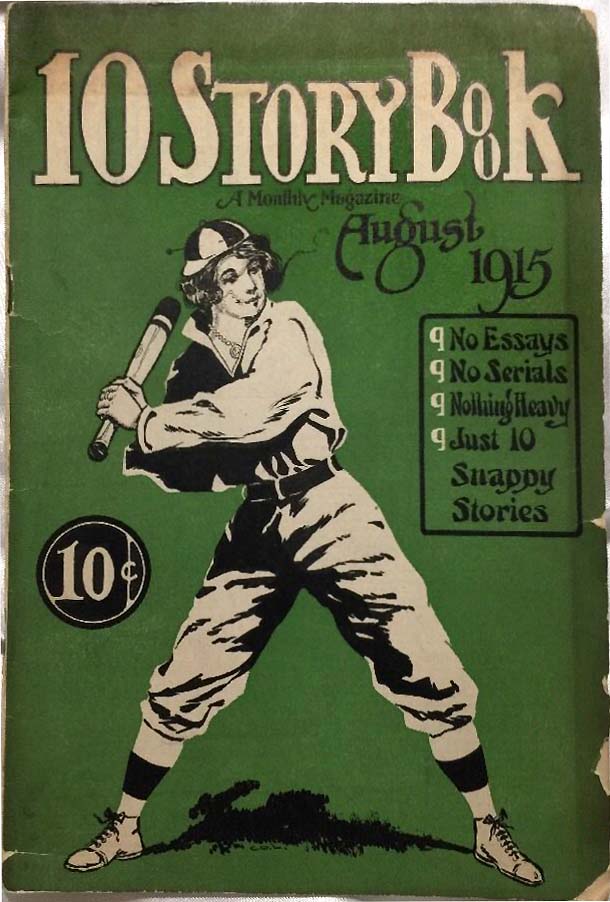 10 STORY BOOK
A Monthly Magazine
August
1915
¶ No Essays
¶ No Serials
¶ Nothing Heavy
¶ Just 10
Snappy
Stories
10¢